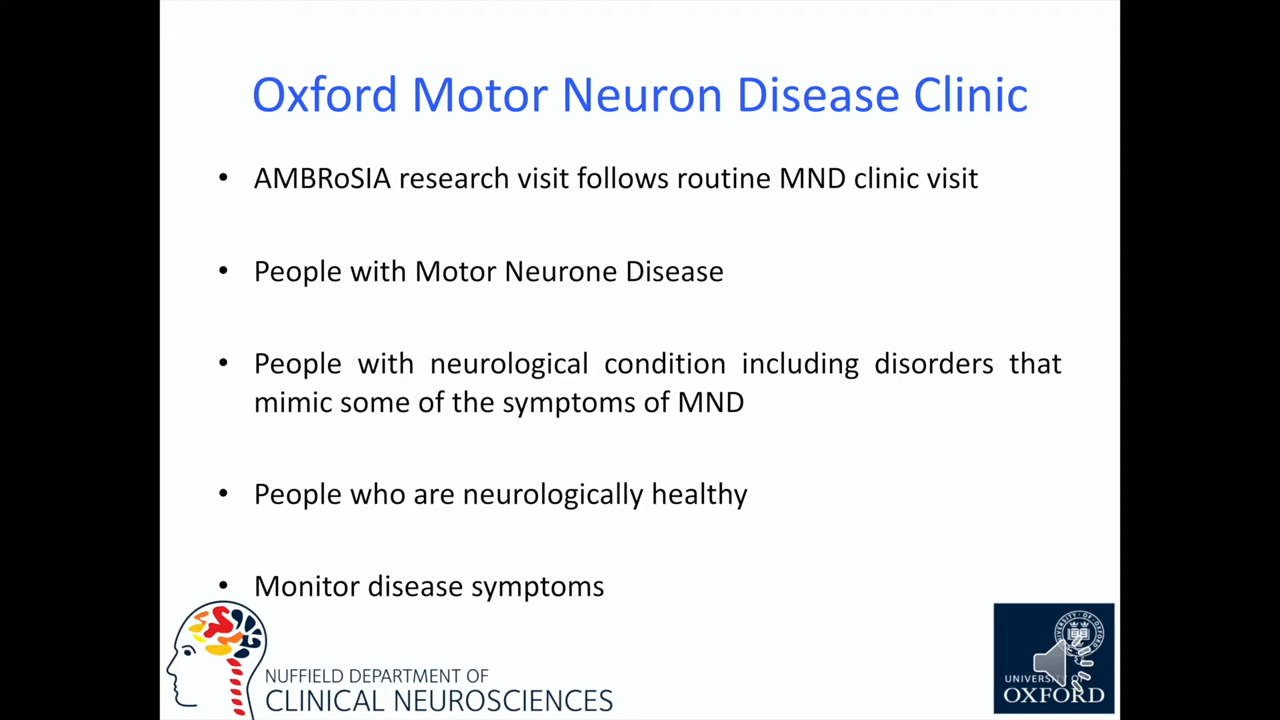 Oxford Motor Neuron Disease Clinic
• AMBRoSIA research visit follows routine MND clinic visit
• People with Motor Neurone Disease
• People with neurological condition including disorders that
mimic some of the symptoms of MND
• People who are neurologically healthy
• Monitor disease symptoms
NUFFIELD DEPARTMENT OF
CLINICAL NEUROSCIENCES
UNIVERSITY OF
OXFORD